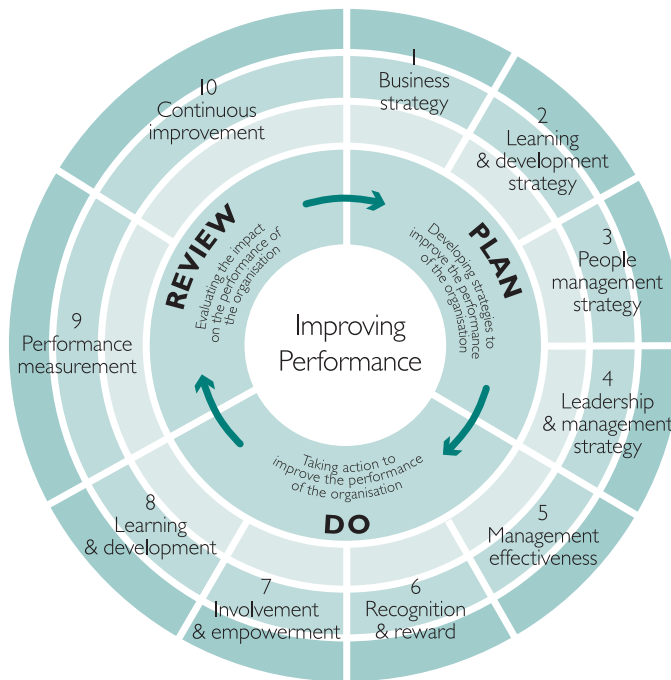 1
Business
strategy
2
Learning
& development
strategy
3
People
management
strategy
4
Leadership
& management
strategy
5
Management
effectiveness
6
Recognition
& reward
7
Involvement
& empowerment
8
Learning
& development
9
Performance
measurement
10
Continuous
improvement
PLAN
Developing strategies to
improve the performance
of the organisation
DO
Taking action to
improve the performance
of the organisation
REVIEW
Evaluating the impact
on the performance of
the organisation
Improving
Performance